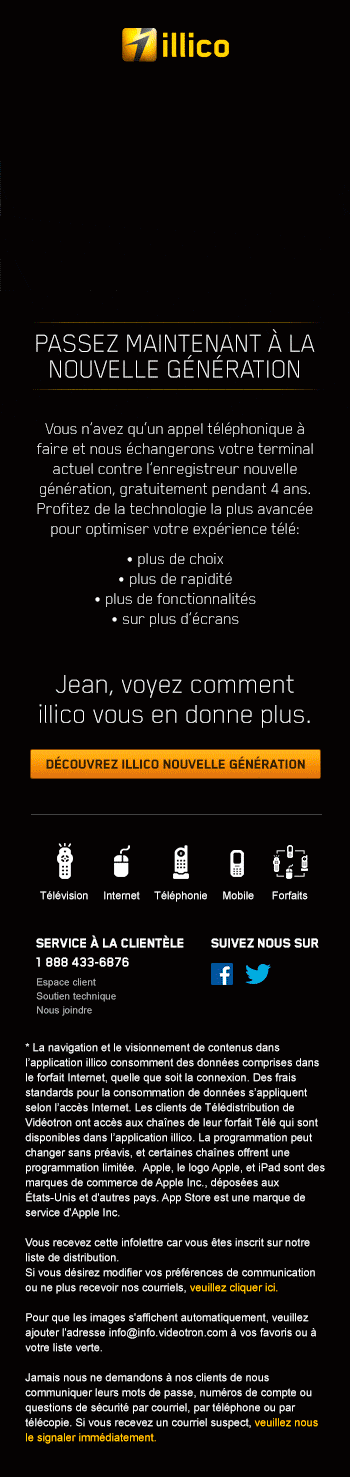 illico
PASSEZ MAINTENANT À LA
NOUVELLE GÉNÉRATION
Vous n'avez qu'un appel téléphonique à
faire et nous échangerons votre terminal
actuel contre l'enregistreur nouvelle
génération, gratuitement pendant 4 ans.
Profitez de la technologie la plus avancée
pour optimiser votre expérience télé:
• plus de choix
• plus de rapidité
• plus de fonctionnalités
• sur plus d'écrans
Jean, voyez comment
illico vous en donne plus.
DÉCOUVREZ ILLICO NOUVELLE GÉNÉRATION
Télévision Internet Téléphonie Mobile Forfaits
SERVICE À LA CLIENTÈLE
1 888 433-6876
Espace client
Soutien technique
Nous joindre
SUIVEZ NOUS SUR
* La navigation et le visionnement de contenus dans
l'application illico consomment des données comprises dans
le forfait Internet, quelle que soit la connexion. Des frais
standards pour la consommation de données s'appliquent
selon l'accès Internet. Les clients de Télédistribution de
Vidéotron ont accès aux chaînes de leur forfait Télé qui sont
disponibles dans l'application illico. La programmation peut
changer sans préavis, et certaines chaînes offrent une
programmation limitée. Apple, le logo Apple, et iPad sont des
marques de commerce de Apple Inc., déposées aux
États-Unis et d'autres pays. App Store est une marque de
service d'Apple Inc.
Vous recevez cette infolettre car vous êtes inscrit sur notre
liste de distribution.
Si vous désirez modifier vos préférences de communication
ou ne plus recevoir nos courriels, veuillez cliquer ici.
Pour que les images s'affichent automatiquement, veuillez
ajouter l'adresse info@info.videotron.com à vos favoris ou à
votre liste verte.
Jamais nous ne demandons à nos clients de nous
communiquer leurs mots de passe, numéros de compte ou
questions de sécurité par courriel, par téléphone ou par
télécopie. Si vous recevez un courriel suspect, veuillez nous
le signaler immédiatement.